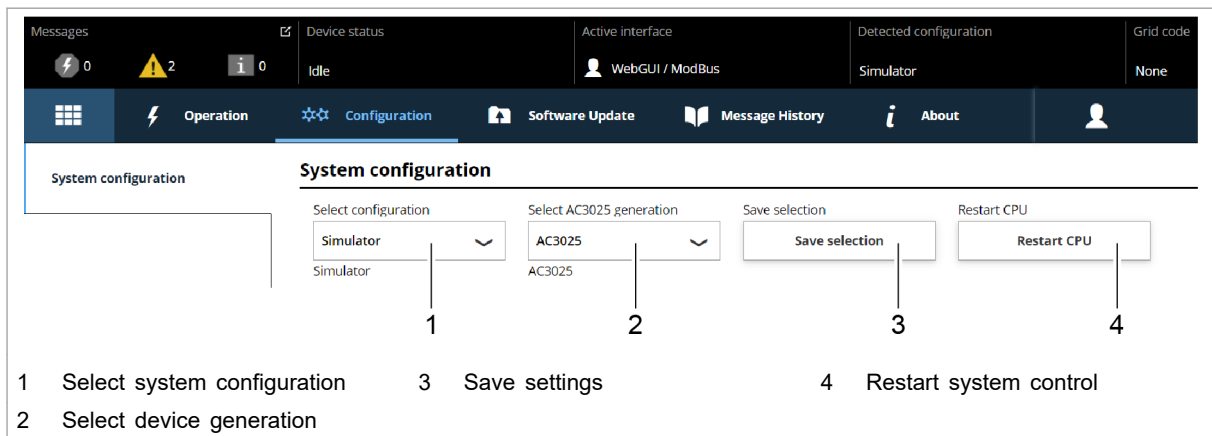 Messages Device status Active interface Detected configuration Grid code
0 2 i 0 Idle WebGUI / ModBus Simulator None
Operation Configuration Software Update Message History i About
System configuration System configuration
Select configuration Select AC3025 generation Save selection Restart CPU
Simulator AC3025 Save selection Restart CPU
Simulator AC3025
1 2 3 4
1 Select system configuration 3 Save settings 4 Restart system control
2 Select device generation